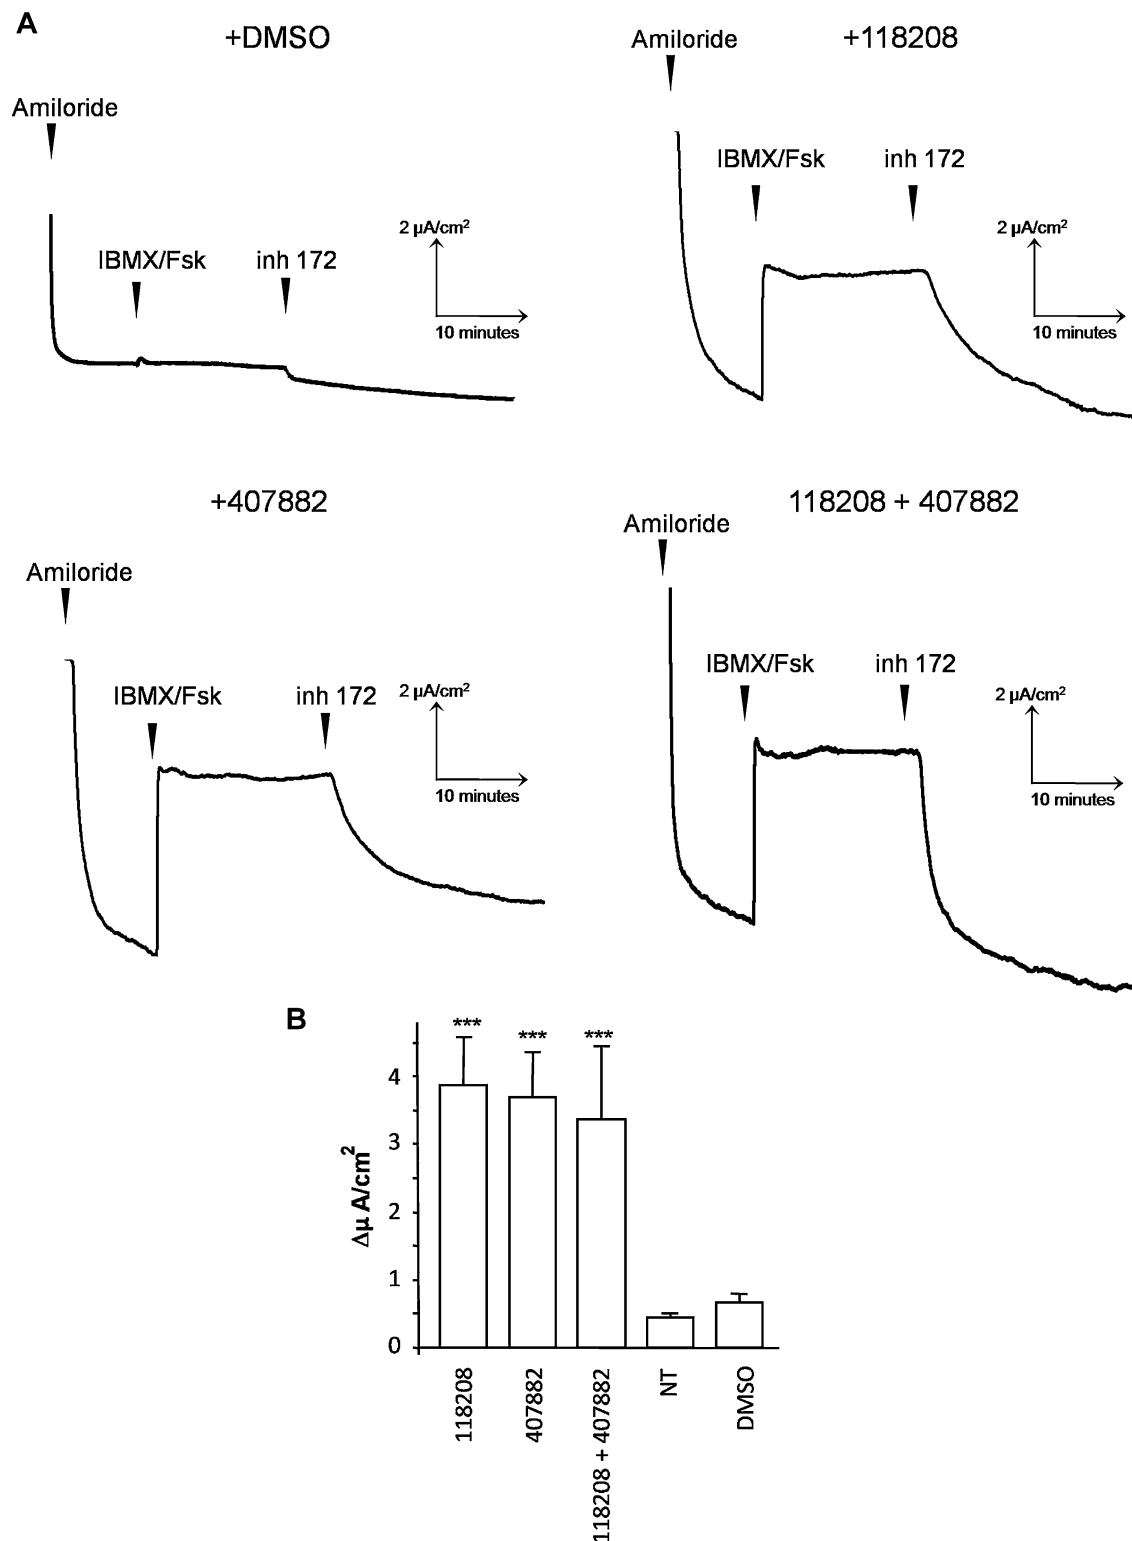 A
+DMSO
Amiloride
IBMX/Fsk
inh 172
2 µA/cm²
10 minutes
+118208
Amiloride
IBMX/Fsk
inh 172
2 µA/cm²
10 minutes
+407882
Amiloride
IBMX/Fsk
inh 172
2 µA/cm²
10 minutes
118208 + 407882
Amiloride
IBMX/Fsk
inh 172
2 µA/cm²
10 minutes
B
Δµ A/cm²
4
3
2
1
0
***
***
***
118208
407882
118208 + 407882
NT
DMSO